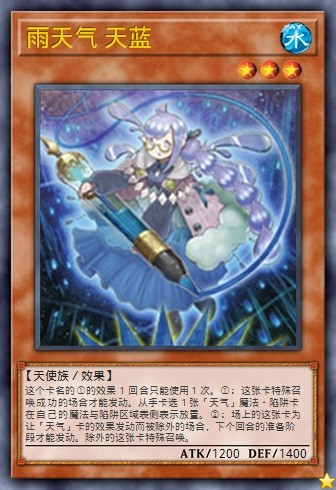 雨天气 天蓝
水
【天使族／效果】
这个卡名的①的效果1回合只能使用1次。①：这张卡特殊召
唤成功的场合才能发动。从手卡选1张「天气」魔法·陷阱卡
在自己的魔法与陷阱区域表侧表示放置。②：场上的这张卡为
让「天气」卡的效果发动而被除外的场合，下个回合的准备阶
段才能发动。除外的这张卡特殊召唤。
ATK/1200 DEF/1400